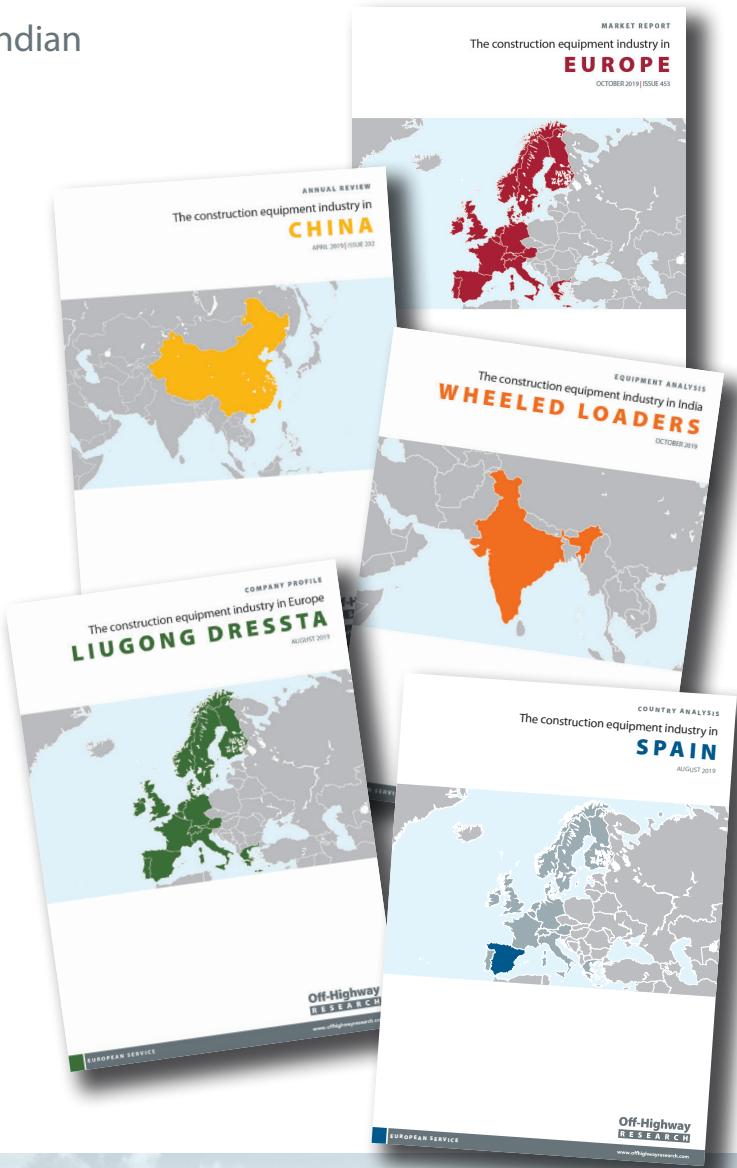 ndian
MARKET REPORT
The construction equipment industry in
EUROPE
OCTOBER 2019 | ISSUE 453
ANNUAL REVIEW
The construction equipment industry in
CHINA
APRIL 2019 | ISSUE 232
EQUIPMENT ANALYSIS
The construction equipment industry in India
WHEELED LOADERS
OCTOBER 2019
COMPANY PROFILE
The construction equipment industry in Europe
LIUGONG DRESSTA
AUGUST 2019
Off-Highway
RESEARCH
www.offhighwayresearch.co
EUROPEAN SERVICE
COUNTRY ANALYSIS
The construction equipment industry in
SPAIN
AUGUST 2019
Off-Highway
RESEARCH
www.offhighwayresearch.com
EUROPEAN SERVICE